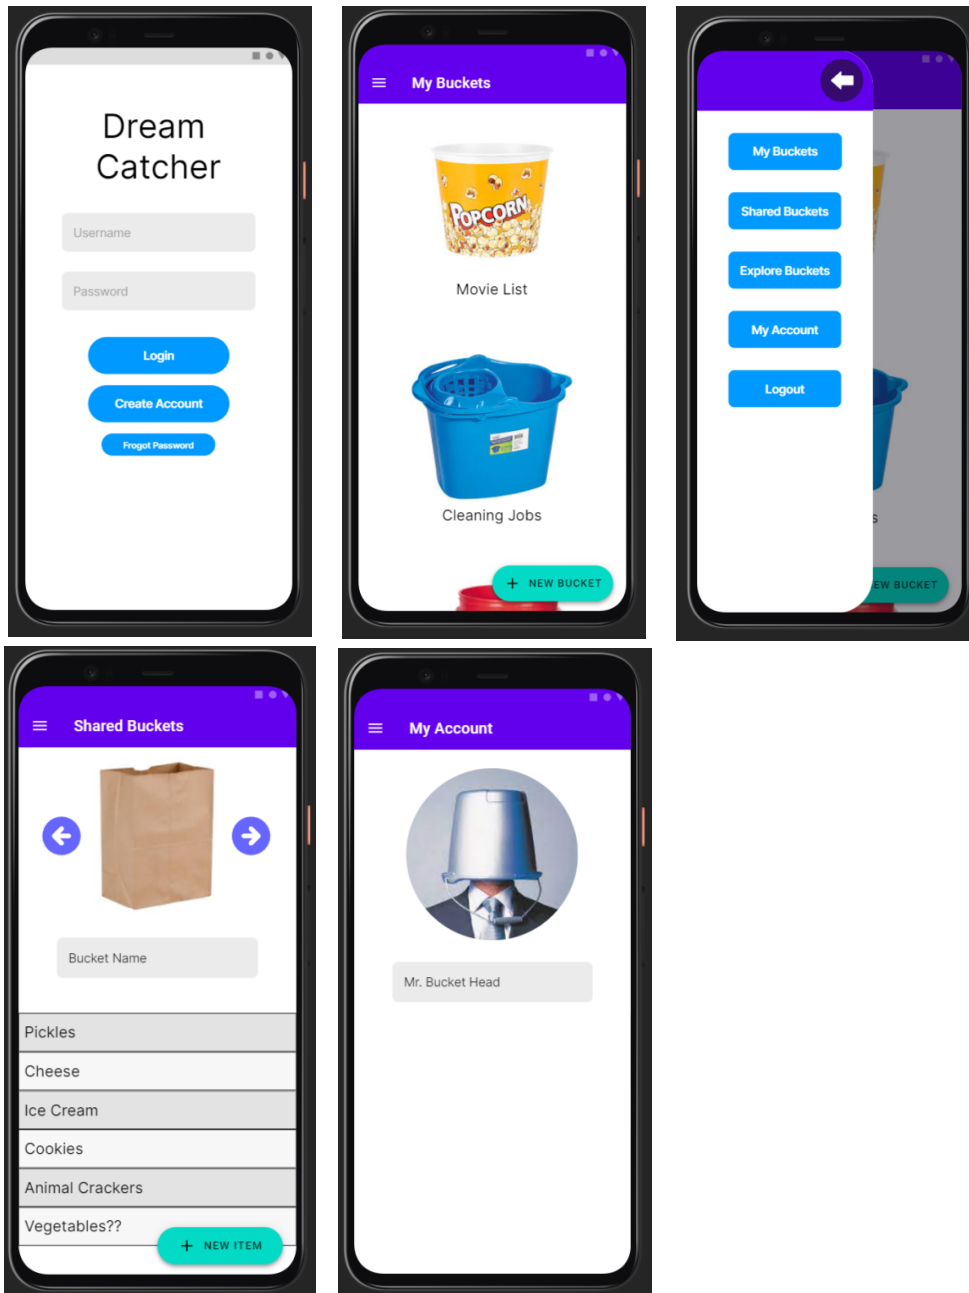 Dream
Catcher
Username
Password
Login
Create Account
Frogot Password
My Buckets
POPCORN
Movie List
Cleaning Jobs
NEW BUCKET
My Buckets
Shared Buckets
Explore Buckets
My Account
Logout
s
EW BUCKET
Shared Buckets
Bucket Name
Pickles
Cheese
Ice Cream
Cookies
Animal Crackers
Vegetables??
NEW ITEM
My Account
Mr. Bucket Head